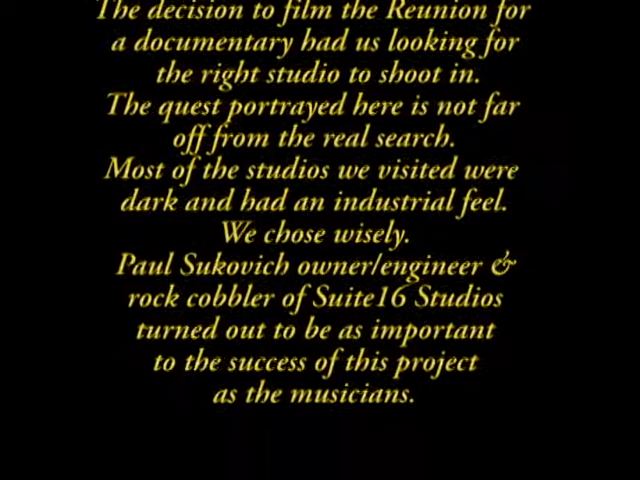 The decision to film the Reunion for
a documentary had us looking for
the right studio to shoot in.
The quest portrayed here is not far
off from the real search.
Most of the studios we visited were
dark and had an industrial feel.
We chose wisely.
Paul Sukovich owner/engineer &
rock cobbler of Suite16 Studios
turned out to be as important
to the success of this project
as the musicians.